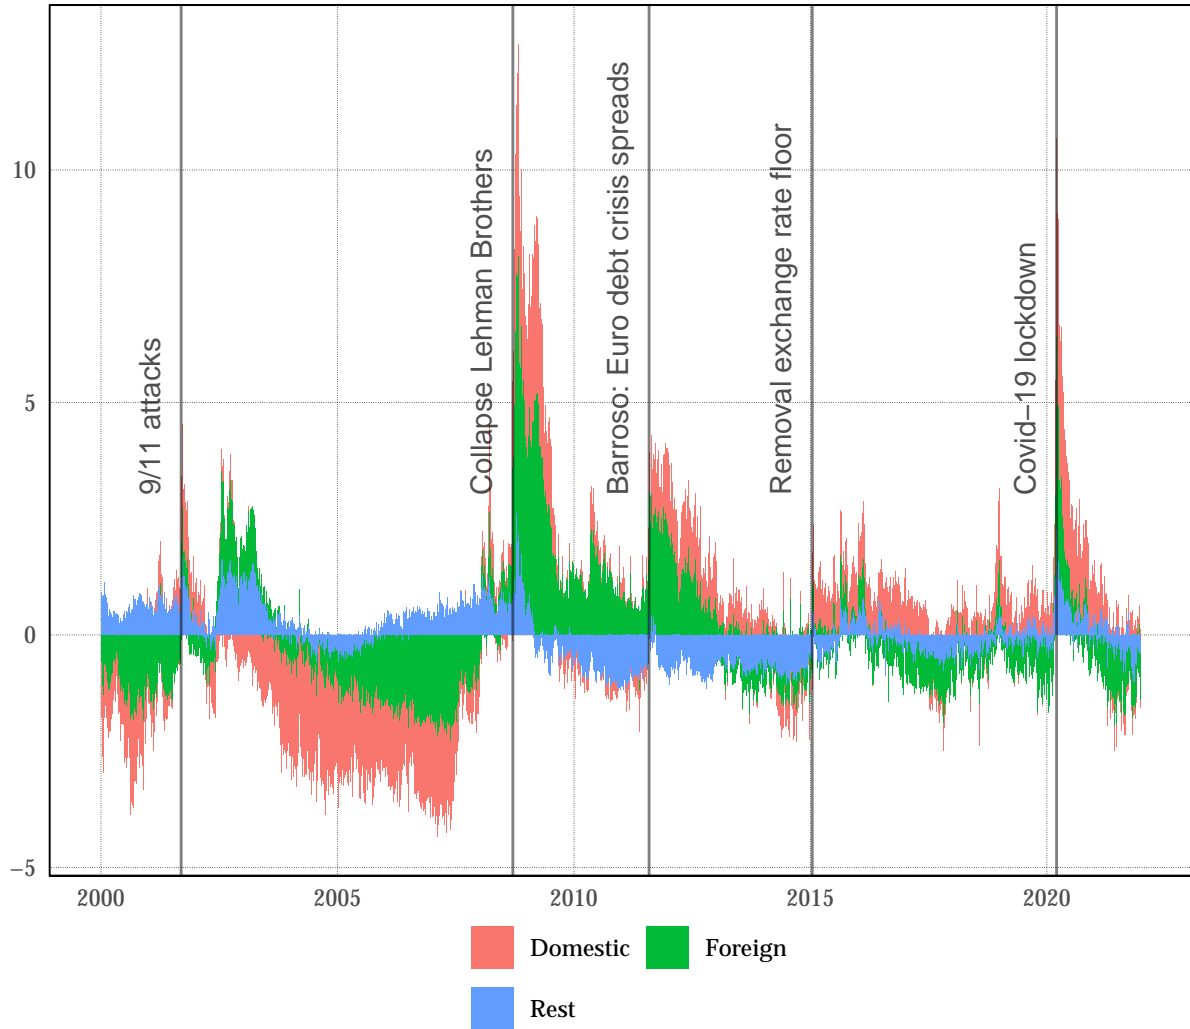 10
5
0
−5
9/11 attacks
Collapse Lehman Brothers
Barroso: Euro debt crisis spreads
Removal exchange rate floor
Covid−19 lockdown
2000
2005
2010
2015
2020
Domestic
Foreign
Rest